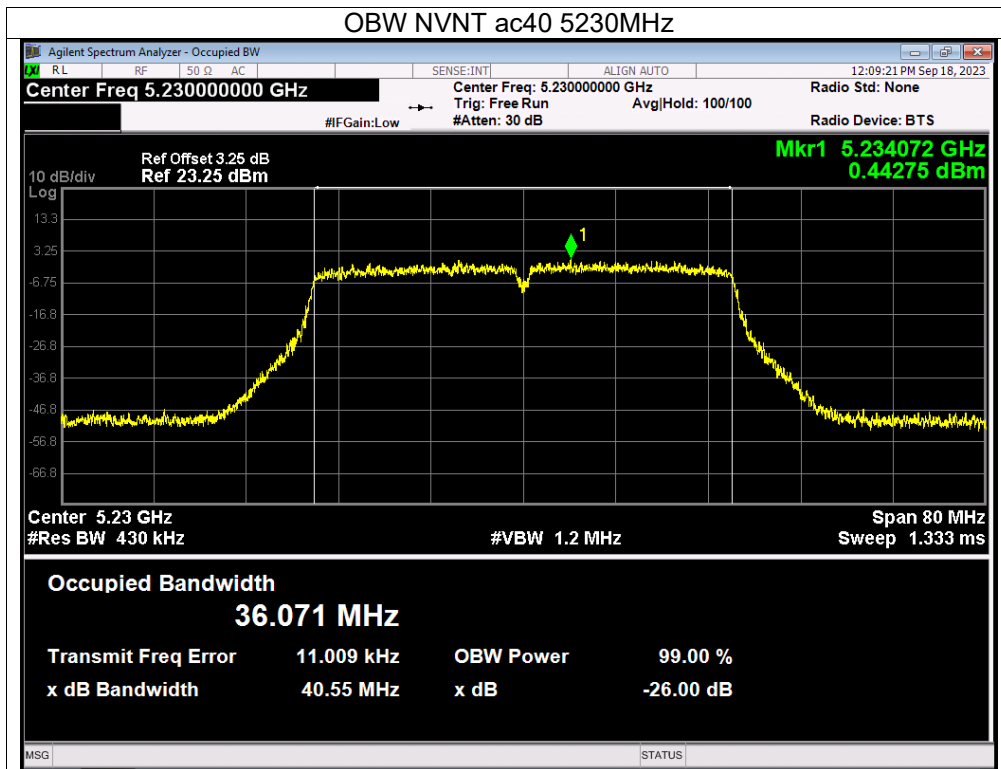 OBW NVNT ac40 5230MHz
Agilent Spectrum Analyzer - Occupied BW
LXI RL RF 50 Ω AC SENSE:INT ALIGN AUTO 12:09:21 PM Sep 18, 2023
Center Freq 5.230000000 GHz Center Freq: 5.230000000 GHz Radio Std: None
Trig: Free Run Avg|Hold: 100/100
#IFGain:Low #Atten: 30 dB Radio Device: BTS
Mkr1 5.234072 GHz
0.44275 dBm
Ref Offset 3.25 dB
10 dB/div Ref 23.25 dBm
Log
13.3
1
3.25
-6.75
-16.8
-26.8
-36.8
-46.8
-56.8
-66.8
Center 5.23 GHz Span 80 MHz
#Res BW 430 kHz #VBW 1.2 MHz Sweep 1.333 ms
Occupied Bandwidth
36.071 MHz
Transmit Freq Error 11.009 kHz OBW Power 99.00 %
x dB Bandwidth 40.55 MHz x dB -26.00 dB
MSG STATUS